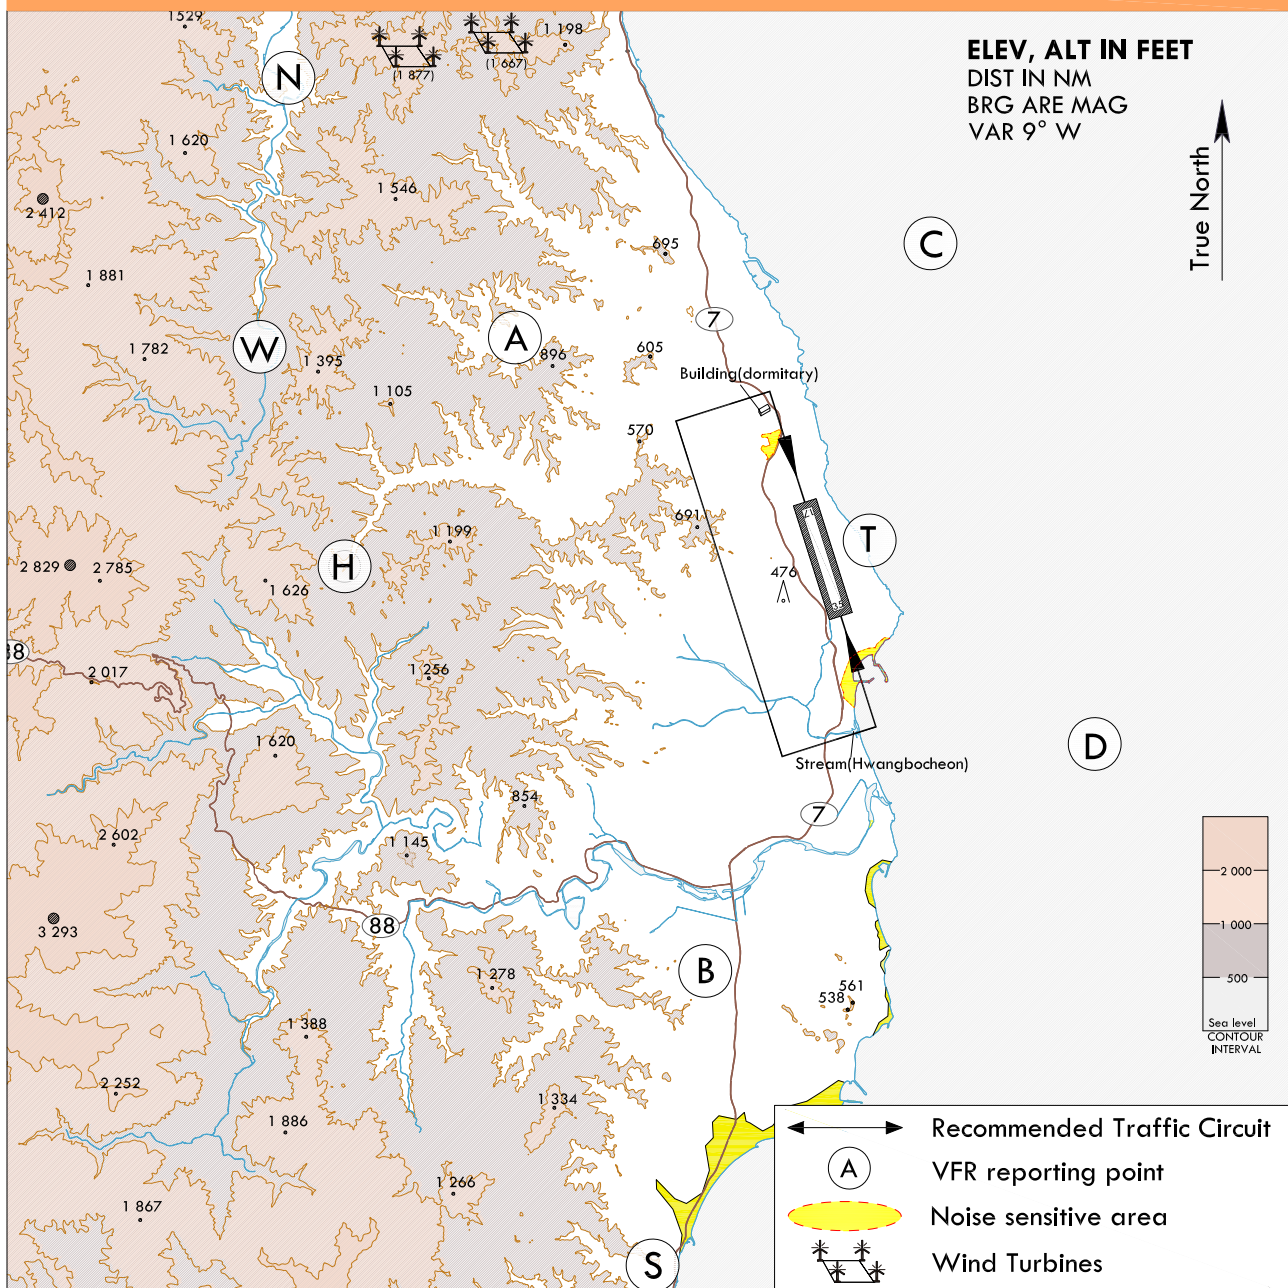 1529
1 198
(1 877)
(1 667)
N
ELEV, ALT IN FEET
DIST IN NM
BRG ARE MAG
VAR 9° W
True North
1 620
1 546
2 412
695
C
1 881
7
A
W
1 782
1 395
896
605
Building(dormitary)
1 105
570
691
1 199
T
17
H
2 829
2 785
1 626
476
35
88
2 017
1 256
1 620
D
Stream(Hwangbocheon)
854
7
2 602
1 145
88
3 293
B
1 278
561
538
1 388
2 000
1 000
500
Sea level
CONTOUR
INTERVAL
2 252
1 334
1 886
1 266
1 867
S
Recommended Traffic Circuit
A
VFR reporting point
Noise sensitive area
Wind Turbines